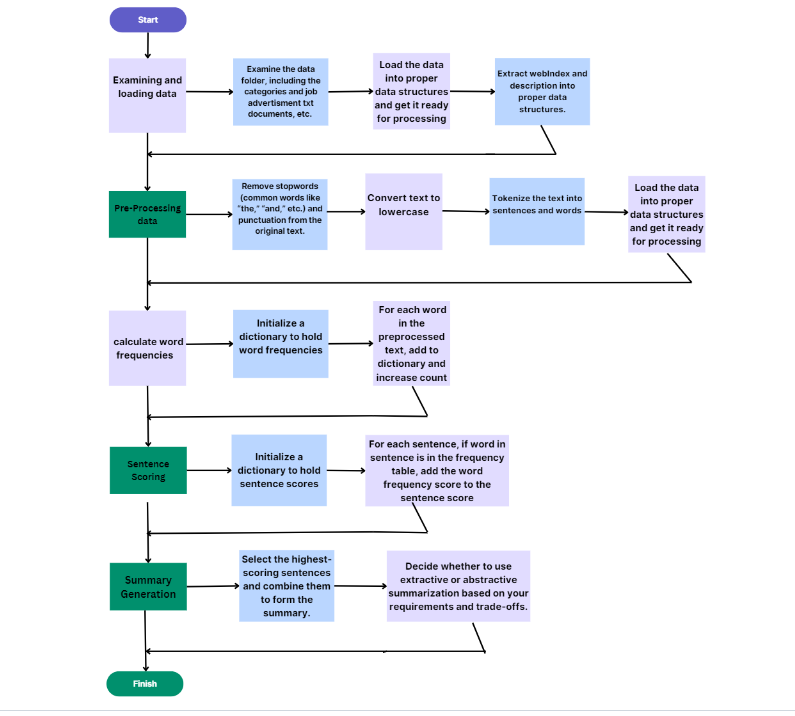 Start
Examining and
loading data
Examine the data
folder, including the
categories and job
advertisment txt
documents, etc.
Load the data
into proper
data structures
and get it ready
for processing
Extract webIndex and
description into
proper data
structures.
Pre-Processing
data
Remove stopwords
(common words like
"the," "and," etc.) and
punctuation from the
original text.
Convert text to
lowercase
Tokenize the text into
sentences and words
Load the data
into proper
data structures
and get it ready
for processing
calculate word
frequencies
Initialize a
dictionary to hold
word frequencies
For each word
in the
preprocessed
text, add to
dictionary and
increase count
Sentence
Scoring
Initialize a
dictionary to hold
sentence scores
For each sentence, if word in
sentence is in the frequency
table, add the word
frequency score to the
sentence score
Summary
Generation
Select the highest-
scoring sentences
and combine them
to form the
summary.
Decide whether to use
extractive or abstractive
summarization based on your
requirements and trade-offs.
Finish